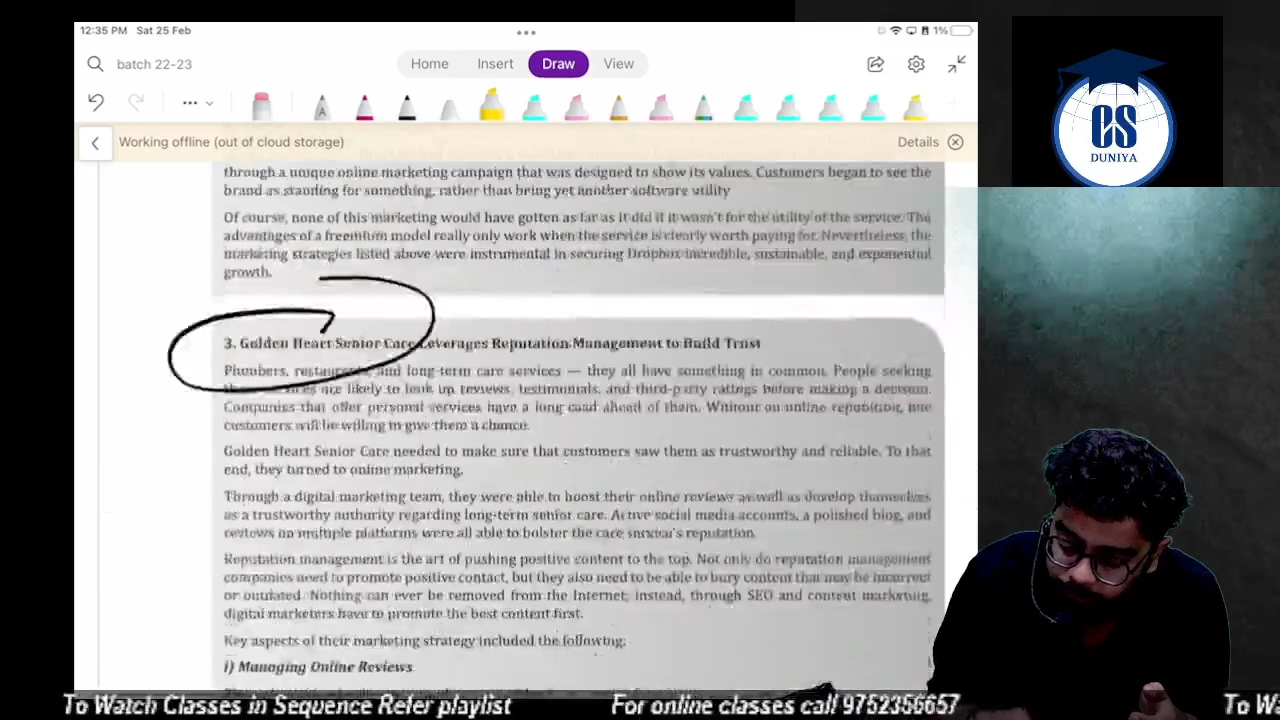 12:35 PM Sat 25 Feb
1%
batch 22-23
Home Insert Draw View
Working offline (out of cloud storage)
Details
CS
DUNIYA
through a unique online marketing campaign that was designed to show its values. Customers began to see the
brand as standing for something, rather than being yet another software utility
Of course, none of this marketing would have gotten as far as it did if it wasn't for the utility of the service. The
advantages of a freemium model really only work when the service is clearly worth paying for. Nevertheless, the
marketing strategies listed above were instrumental in securing Dropbox incredible, sustainable, and exponential
growth.
3. Golden Heart Senior Care Leverages Reputation Management to Build Trust
Plumbers, restaurants, and long-term care services — they all have something in common. People seeking
are likely to look up reviews, testimonials, and third-party ratings before making a decision.
Companies that offer personal services have a long road ahead of them. Without an online reputation, few
customers will be willing to give them a chance.
Golden Heart Senior Care needed to make sure that customers saw them as trustworthy and reliable. To that
end, they turned to online marketing.
Through a digital marketing team, they were able to boost their online reviews as well as develop themselves
as a trustworthy authority regarding long-term senior care. Active social media accounts, a polished blog, and
reviews on multiple platforms were all able to bolster the care service's reputation.
Reputation management is the art of pushing positive content to the top. Not only do reputation management
companies need to promote positive contact, but they also need to be able to bury content that may be incorrect
or outdated. Nothing can ever be removed from the Internet; instead, through SEO and content marketing,
digital marketers have to promote the best content first.
Key aspects of their marketing strategy included the following:
i) Managing Online Reviews
To Watch Classes in Sequence Refer playlist For online classes call 9752356657 To W